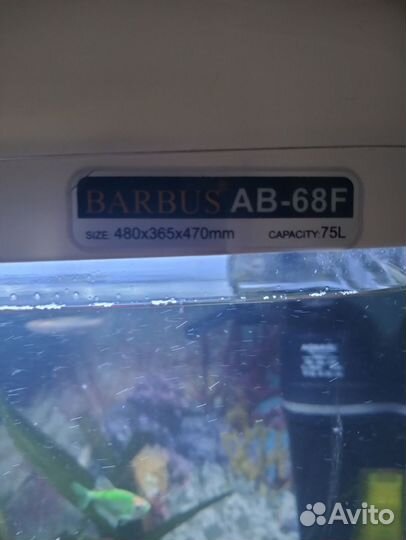 BARBUS AB-68F
SIZE: 480x365x470mm CAPACITY:75L
Avito